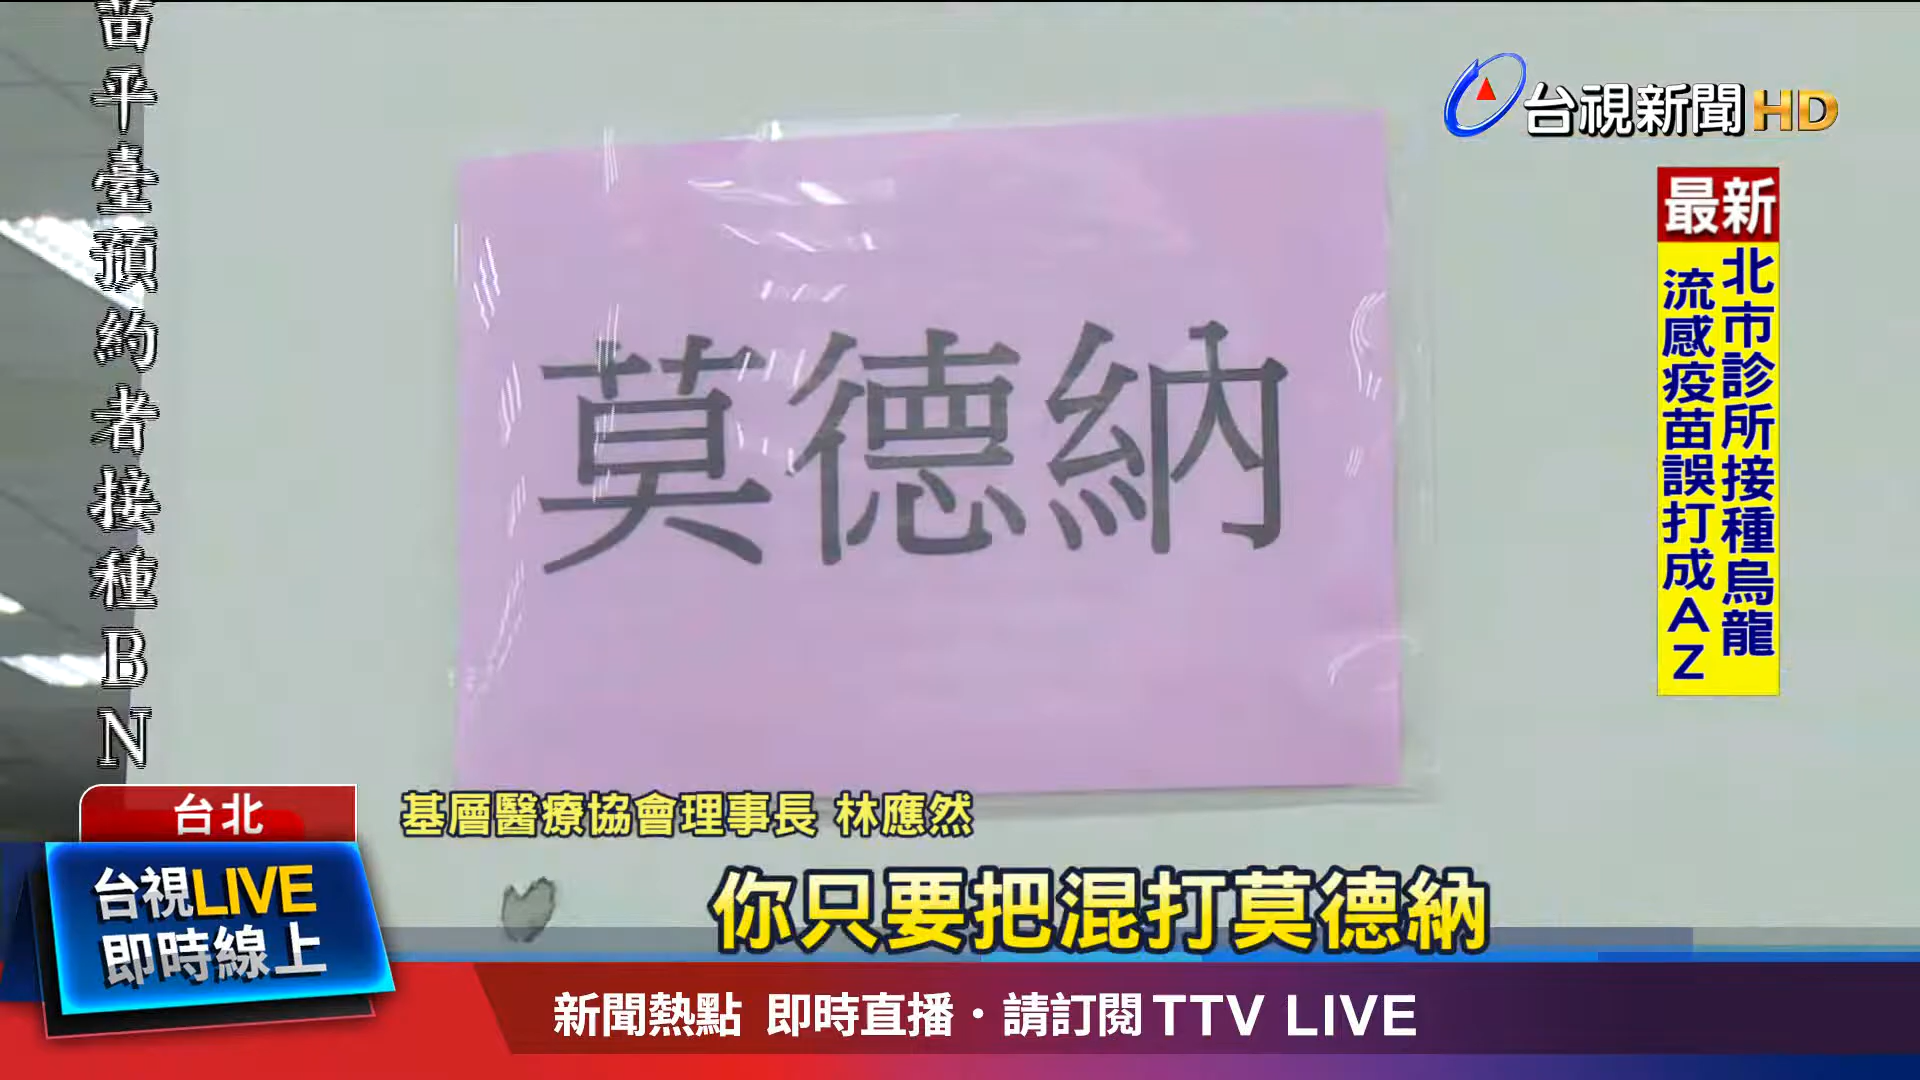 苗平臺預約者接種BN
台視新聞HD
最新
北市診所接種烏龍
流感疫苗誤打成AZ
莫德納
台北
台視LIVE
即時線上
基層醫療協會理事長 林應然
你只要把混打莫德納
新聞熱點 即時直播·請訂閱TTV LIVE